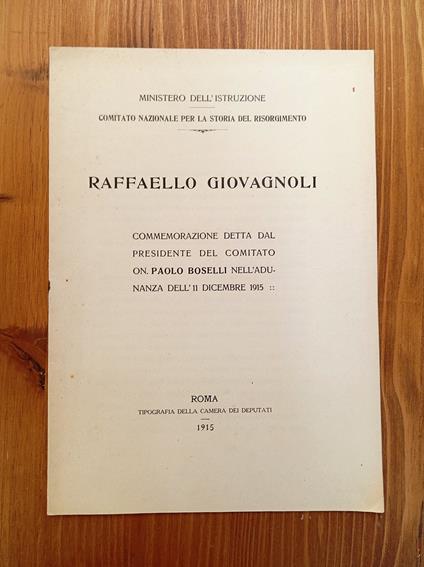 MINISTERO DELL'ISTRUZIONE
COMITATO NAZIONALE PER LA STORIA DEL RISORGIMENTO
RAFFAELLO GIOVAGNOLI
COMMEMORAZIONE DETTA DAL
PRESIDENTE DEL COMITATO
ON. PAOLO BOSELLI NELL'ADU-
NANZA DELL'11 DICEMBRE 1915 ::
ROMA
TIPOGRAFIA DELLA CAMERA DEI DEPUTATI
1915